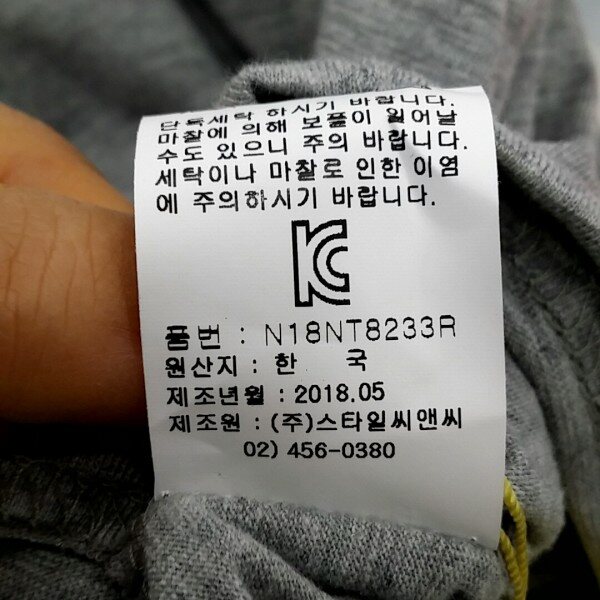 단독세탁 하시기 바랍니다.
마찰에 의해 보풀이 일어날
수도 있으니 주의 바랍니다.
세탁이나 마찰로 인한 이염
에 주의하시기 바랍니다.
KC
품번 : N18NT8233R
원산지 : 한 국
제조년월 : 2018.05
제조원 : (주)스타일씨앤씨
02) 456-0380